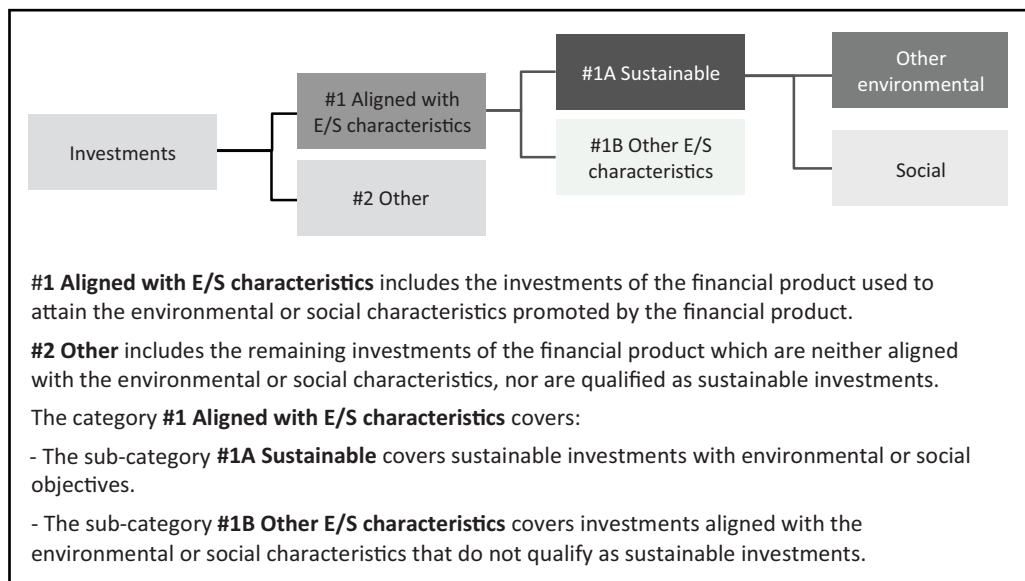 Investments
#1 Aligned with
E/S characteristics
#2 Other
#1A Sustainable
#1B Other E/S
characteristics
Other
environmental
Social
#1 Aligned with E/S characteristics includes the investments of the financial product used to
attain the environmental or social characteristics promoted by the financial product.
#2 Other includes the remaining investments of the financial product which are neither aligned
with the environmental or social characteristics, nor are qualified as sustainable investments.
The category #1 Aligned with E/S characteristics covers:
- The sub-category #1A Sustainable covers sustainable investments with environmental or social
objectives.
- The sub-category #1B Other E/S characteristics covers investments aligned with the
environmental or social characteristics that do not qualify as sustainable investments.